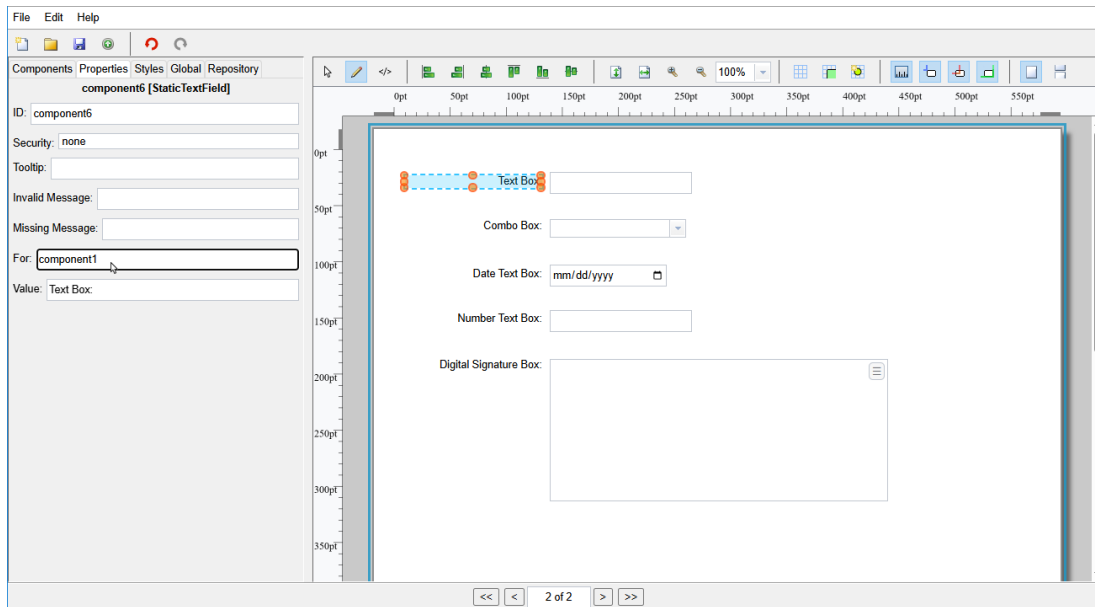 File Edit Help
</>
100%
Components Properties Styles Global Repository
component6 [StaticTextField]
ID: component6
Security: none
Tooltip:
Invalid Message:
Missing Message:
For: component1
Value: Text Box:
0pt 50pt 100pt 150pt 200pt 250pt 300pt 350pt 400pt 450pt 500pt 550pt
0pt
50pt
100pt
150pt
200pt
250pt
300pt
350pt
Text Box:
Combo Box:
Date Text Box: mm/dd/yyyy
Number Text Box:
Digital Signature Box:
<< < 2 of 2 > >>